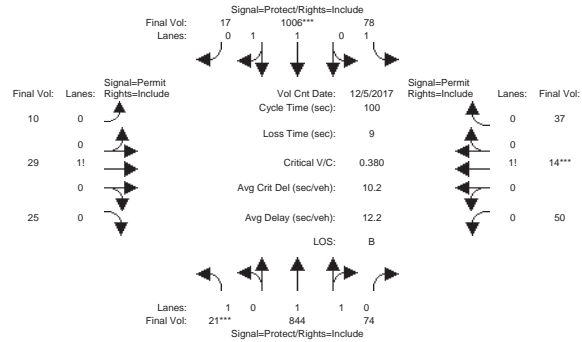 Signal=Protect/Rights=Include
Final Vol: 17 1006*** 78
Lanes: 0 1 1 0 1
Signal=Permit Signal=Permit
Final Vol: Lanes: Rights=Include Vol Cnt Date: 12/5/2017 Rights=Include Lanes: Final Vol:
Cycle Time (sec): 100
10 0 0 37
Loss Time (sec): 9
0 0
29 1! Critical V/C: 0.380 1! 14***
0 Avg Crit Del (sec/veh): 10.2 0
25 0 Avg Delay (sec/veh): 12.2 0 50
LOS: B
Lanes: 1 0 1 1 0
Final Vol: 21*** 844 74
Signal=Protect/Rights=Include